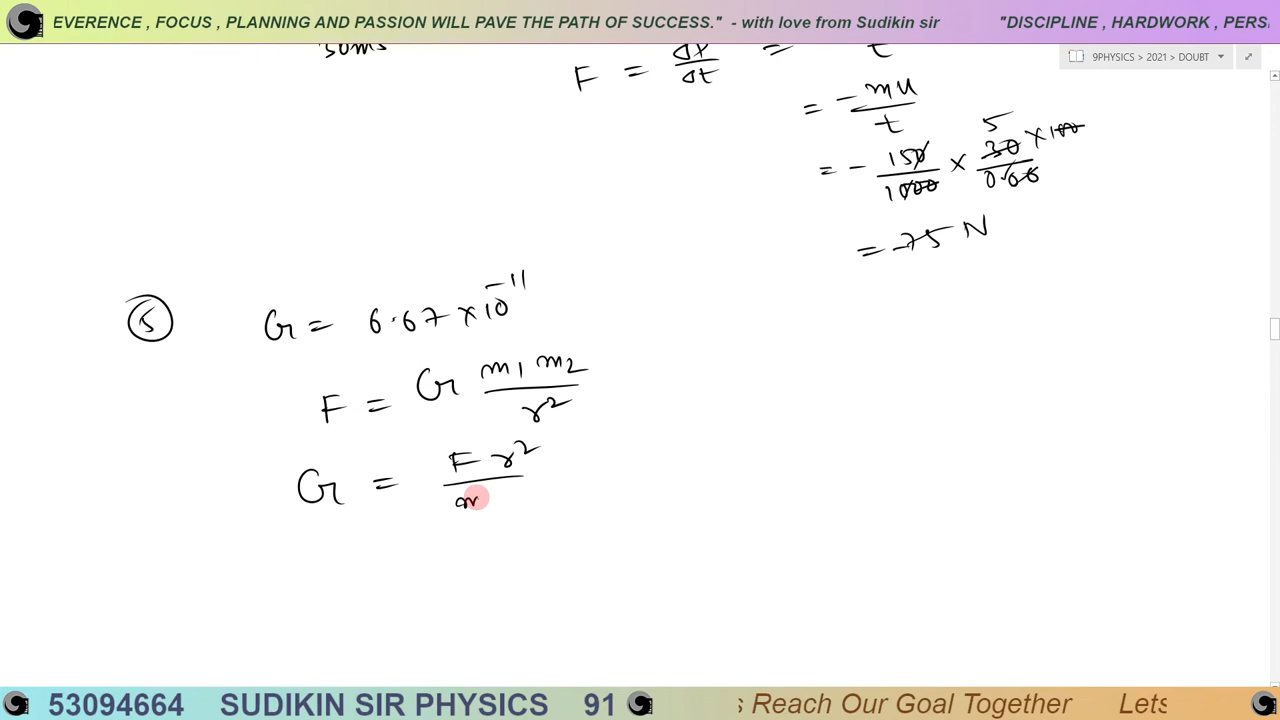 EVERENCE , FOCUS , PLANNING AND PASSION WILL PAVE THE PATH OF SUCCESS." - with love from Sudikin sir "DISCIPLINE , HARDWORK , PERS
9PHYSICS > 2021 > DOUBT
F = Δp/Δt = t
= -mu/t
= - 150/1000 × 30/0.06 × 100
5
= -75 N
5 G = 6.67 × 10^-11
F = G m1 m2 / r²
G = F r² / m
53094664 SUDIKIN SIR PHYSICS 91 s Reach Our Goal Together Lets